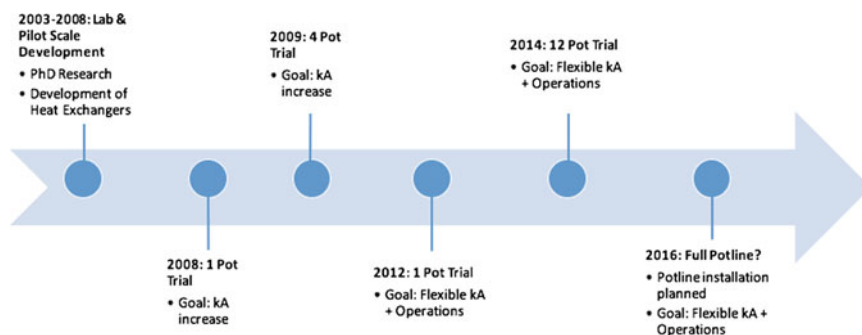 2003-2008: Lab &
Pilot Scale
Development
• PhD Research
• Development of
Heat Exchangers
2008: 1 Pot
Trial
• Goal: kA
increase
2009: 4 Pot
Trial
• Goal: kA
increase
2012: 1 Pot Trial
• Goal: Flexible kA
+ Operations
2014: 12 Pot Trial
• Goal: Flexible kA
+ Operations
2016: Full Potline?
• Potline installation
planned
• Goal: Flexible kA +
Operations